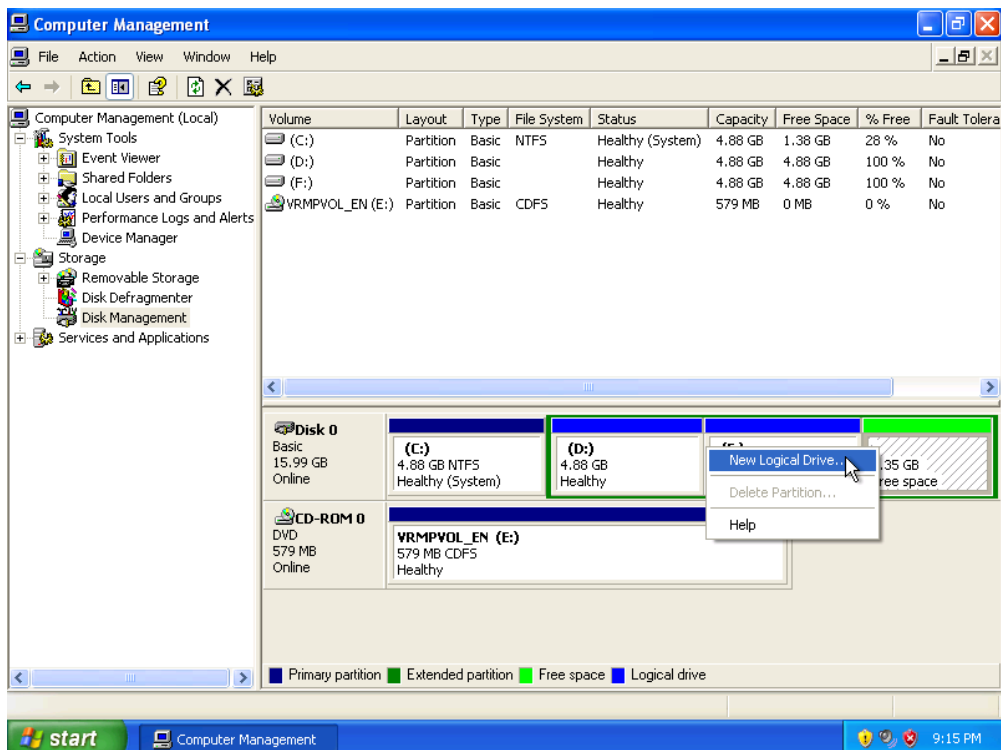 Computer Management
File Action View Window Help
Computer Management (Local)
System Tools
Event Viewer
Shared Folders
Local Users and Groups
Performance Logs and Alerts
Device Manager
Storage
Removable Storage
Disk Defragmenter
Disk Management
Services and Applications
Volume Layout Type File System Status Capacity Free Space % Free Fault Tolera
(C:) Partition Basic NTFS Healthy (System) 4.88 GB 1.38 GB 28 % No
(D:) Partition Basic Healthy 4.88 GB 4.88 GB 100 % No
(F:) Partition Basic Healthy 4.88 GB 4.88 GB 100 % No
VRMPVOL_EN (E:) Partition Basic CDFS Healthy 579 MB 0 MB 0 % No
Disk 0
Basic
15.99 GB
Online
(C:)
4.88 GB NTFS
Healthy (System)
(D:)
4.88 GB
Healthy
.35 GB
ree space
New Logical Drive...
Delete Partition...
Help
CD-ROM 0
DVD
579 MB
Online
VRMPVOL_EN (E:)
579 MB CDFS
Healthy
Primary partition Extended partition Free space Logical drive
start Computer Management 9:15 PM